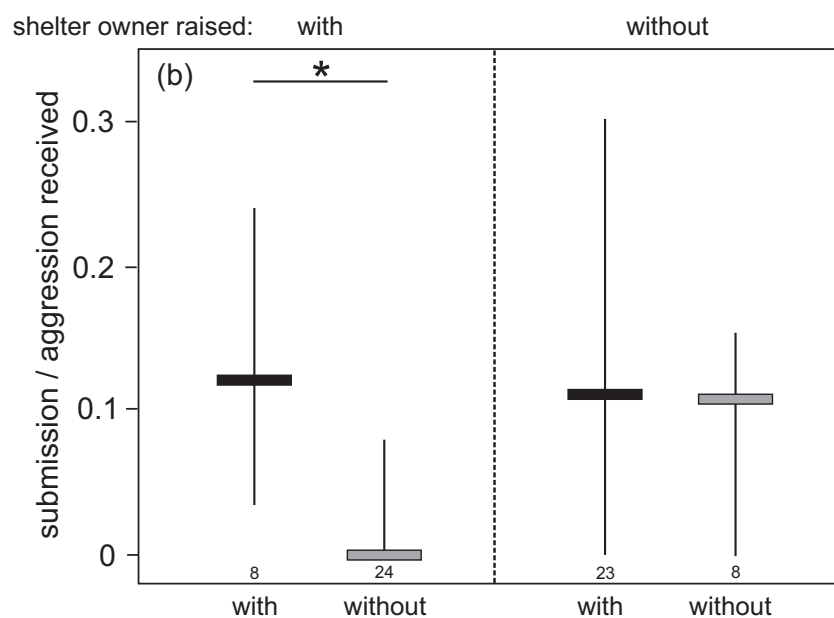 shelter owner raised: with without
(b) *
submission / aggression received
0.3
0.2
0.1
0
8 24 23 8
with without with without